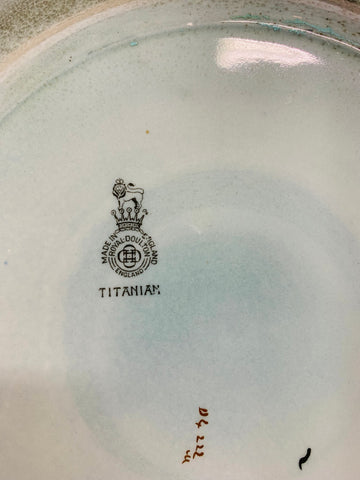 MADE IN ENGLAND
ROYAL DOULTON
ENGLAND
TITANIAN